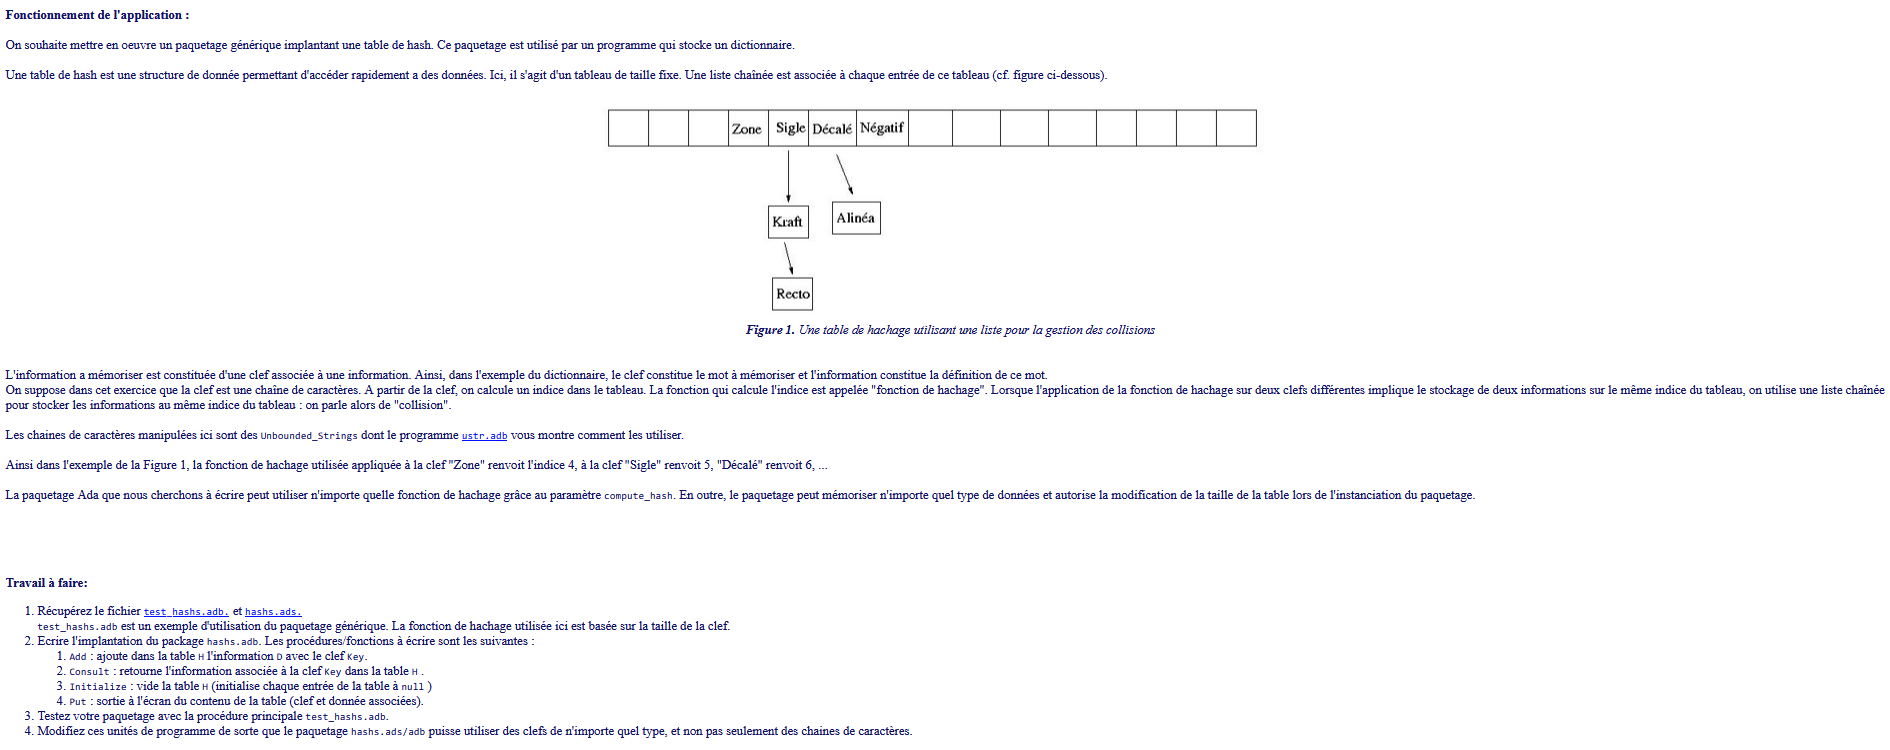 Fonctionnement de l'application :
On souhaite mettre en oeuvre un paquetage générique implantant une table de hash. Ce paquetage est utilisé par un programme qui stocke un dictionnaire.
Une table de hash est une structure de donnée permettant d'accéder rapidement a des données. Ici, il s'agit d'un tableau de taille fixe. Une liste chaînée est associée à chaque entrée de ce tableau (cf. figure ci-dessous).
Zone Sigle Décalé Négatif
Kraft Alinéa
Recto
Figure 1. Une table de hachage utilisant une liste pour la gestion des collisions
L'information a mémoriser est constituée d'une clef associée à une information. Ainsi, dans l'exemple du dictionnaire, le clef constitue le mot à mémoriser et l'information constitue la définition de ce mot.
On suppose dans cet exercice que la clef est une chaîne de caractères. A partir de la clef, on calcule un indice dans le tableau. La fonction qui calcule l'indice est appelée "fonction de hachage". Lorsque l'application de la fonction de hachage sur deux clefs différentes implique le stockage de deux informations sur le même indice du tableau, on utilise une liste chaînée
pour stocker les informations au même indice du tableau : on parle alors de "collision".
Les chaines de caractères manipulées ici sont des Unbounded_Strings dont le programme ustr.adb vous montre comment les utiliser.
Ainsi dans l'exemple de la Figure 1, la fonction de hachage utilisée appliquée à la clef "Zone" renvoit l'indice 4, à la clef "Sigle" renvoit 5, "Décalé" renvoit 6, ...
La paquetage Ada que nous cherchons à écrire peut utiliser n'importe quelle fonction de hachage grâce au paramètre compute_hash. En outre, le paquetage peut mémoriser n'importe quel type de données et autorise la modification de la taille de la table lors de l'instanciation du paquetage.
Travail à faire:
1. Récupérez le fichier test_hashs.adb. et hashs.ads.
test_hashs.adb est un exemple d'utilisation du paquetage générique. La fonction de hachage utilisée ici est basée sur la taille de la clef.
2. Ecrire l'implantation du package hashs.adb. Les procédures/fonctions à écrire sont les suivantes :
1. Add : ajoute dans la table H l'information D avec le clef Key.
2. Consult : retourne l'information associée à la clef Key dans la table H .
3. Initialize : vide la table H (initialise chaque entrée de la table à null )
4. Put : sortie à l'écran du contenu de la table (clef et donnée associées).
3. Testez votre paquetage avec la procédure principale test_hashs.adb.
4. Modifiez ces unités de programme de sorte que le paquetage hashs.ads/adb puisse utiliser des clefs de n'importe quel type, et non pas seulement des chaines de caractères.